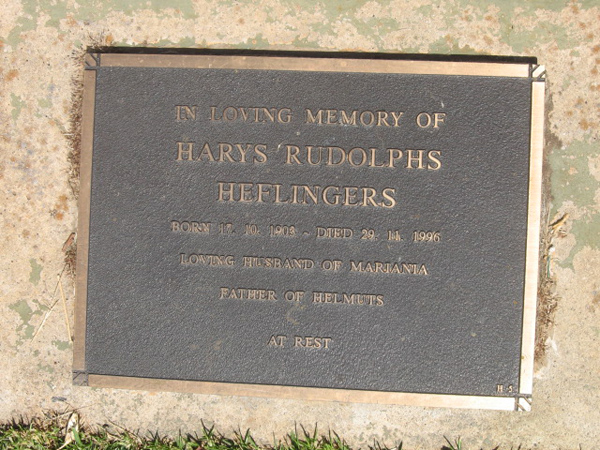 IN LOVING MEMORY OF
HARYS RUDOLPHS
HEFLINGERS
BORN 17. 10. 1903 - DIED 29. 11. 1996
LOVING HUSBAND OF MARIANIA
FATHER OF HELMUTS
AT REST
H 5